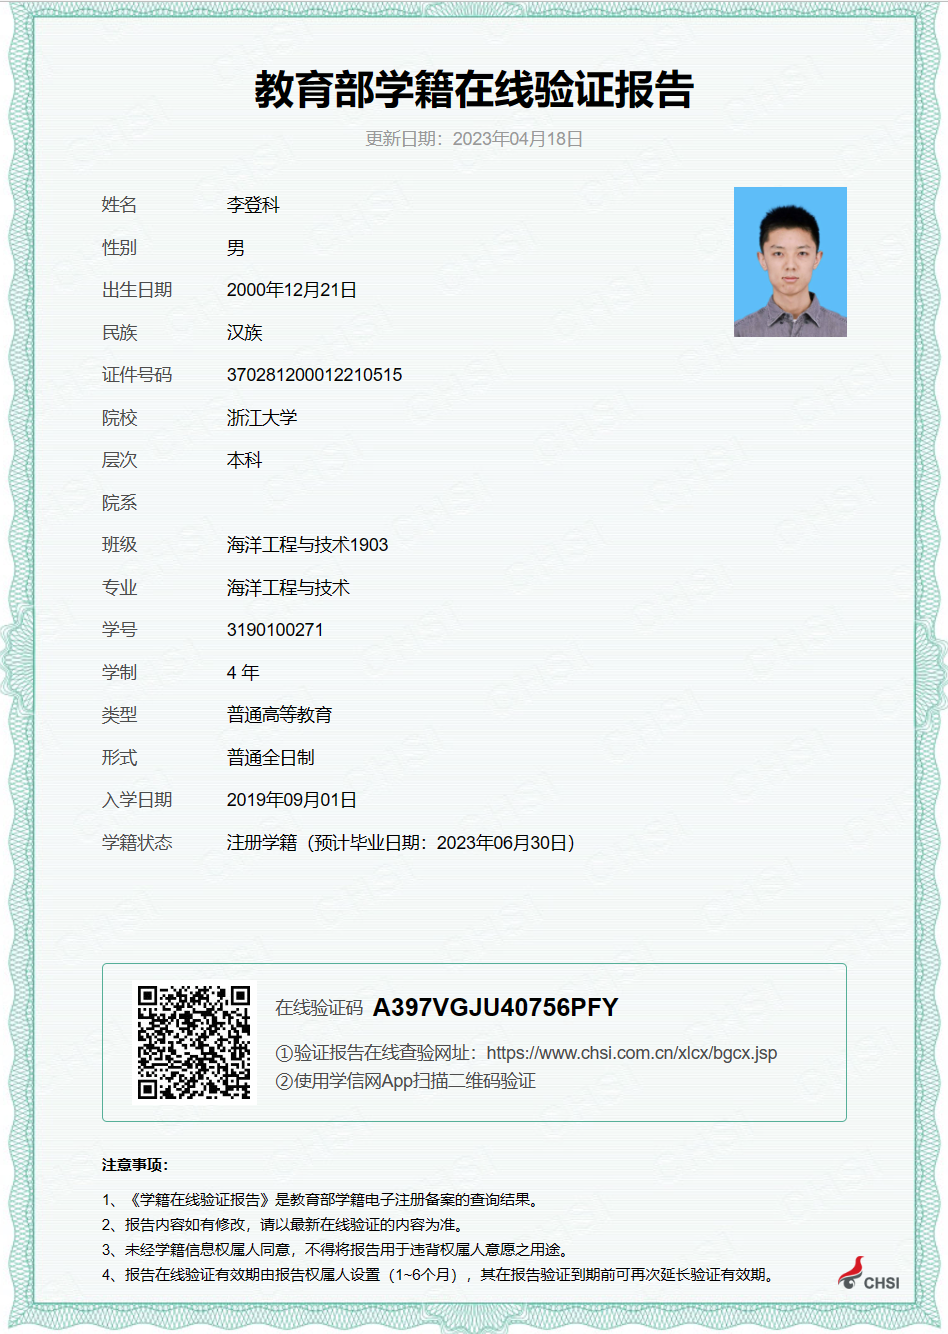 教育部学籍在线验证报告
更新日期：2023年04月18日
姓名 李登科
性别 男
出生日期 2000年12月21日
民族 汉族
证件号码 370281200012210515
院校 浙江大学
层次 本科
院系
班级 海洋工程与技术1903
专业 海洋工程与技术
学号 3190100271
学制 4 年
类型 普通高等教育
形式 普通全日制
入学日期 2019年09月01日
学籍状态 注册学籍（预计毕业日期：2023年06月30日）
在线验证码 A397VGJU40756PFY
①验证报告在线查验网址：https://www.chsi.com.cn/xlcx/bgcx.jsp
②使用学信网App扫描二维码验证
注意事项：
1、《学籍在线验证报告》是教育部学籍电子注册备案的查询结果。
2、报告内容如有修改，请以最新在线验证的内容为准。
3、未经学籍信息权属人同意，不得将报告用于违背权属人意愿之用途。
4、报告在线验证有效期由报告权属人设置（1~6个月），其在报告验证到期前可再次延长验证有效期。
CHSI